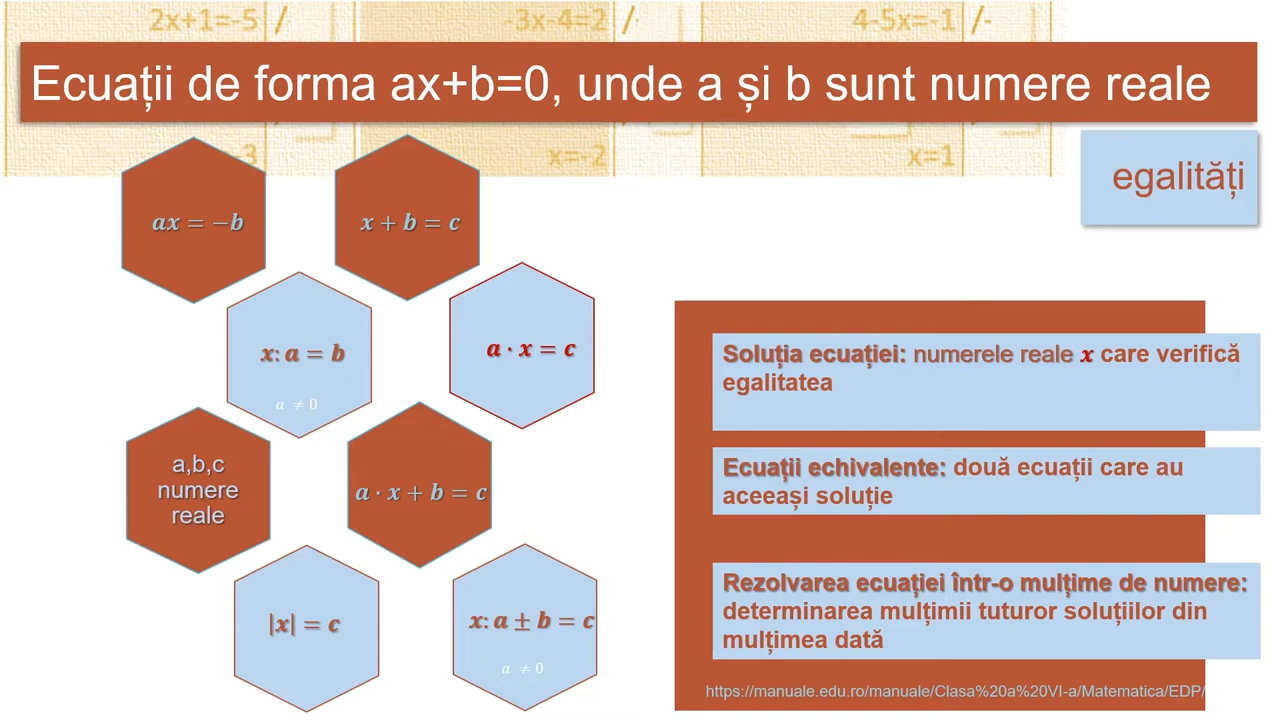 2x+1=-5 /
-3x-4=2 /·
4-5x=-1 /-
Ecuații de forma ax+b=0, unde a și b sunt numere reale
-3
x=-2
x=1
egalități
ax = −b
x + b = c
x: a = b
a ≠ 0
a · x = c
a,b,c
numere
reale
a · x + b = c
|x| = c
x: a ± b = c
a ≠ 0
Soluția ecuației: numerele reale x care verifică
egalitatea
Ecuații echivalente: două ecuații care au
aceeași soluție
Rezolvarea ecuației într-o mulțime de numere:
determinarea mulțimii tuturor soluțiilor din
mulțimea dată
https://manuale.edu.ro/manuale/Clasa%20a%20VI-a/Matematica/EDP/